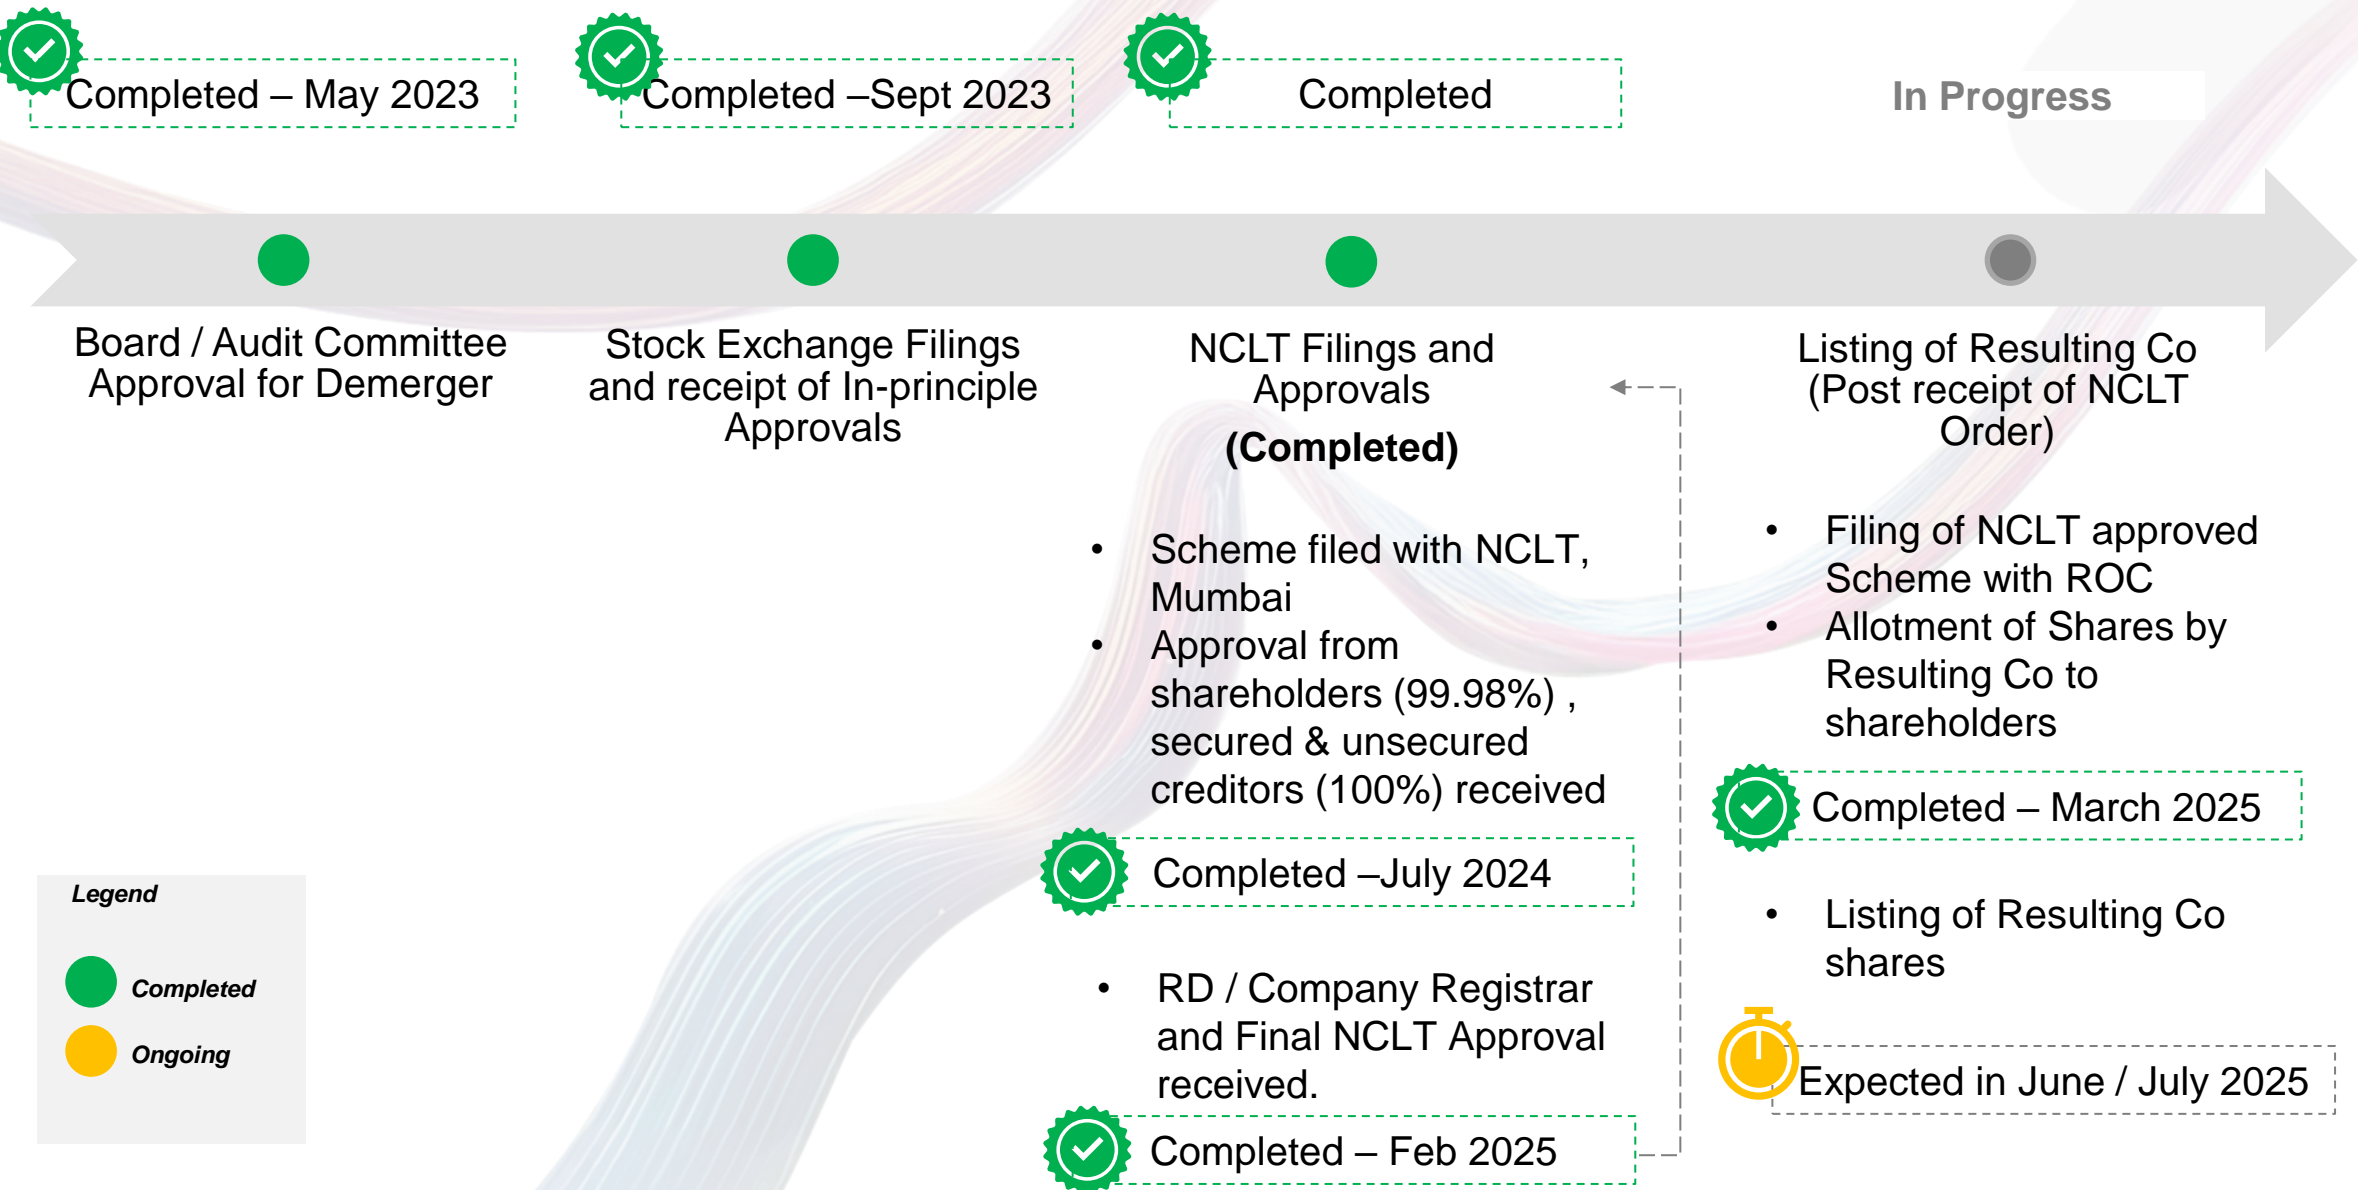 Completed – May 2023
Completed –Sept 2023
Completed
In Progress
Board / Audit Committee
Approval for Demerger
Stock Exchange Filings
and receipt of In-principle
Approvals
NCLT Filings and
Approvals
(Completed)
• Scheme filed with NCLT,
Mumbai
• Approval from
shareholders (99.98%) ,
secured & unsecured
creditors (100%) received
Completed –July 2024
• RD / Company Registrar
and Final NCLT Approval
received.
Completed – Feb 2025
Listing of Resulting Co
(Post receipt of NCLT
Order)
• Filing of NCLT approved
Scheme with ROC
• Allotment of Shares by
Resulting Co to
shareholders
Completed – March 2025
• Listing of Resulting Co
shares
Expected in June / July 2025
Legend
Completed
Ongoing